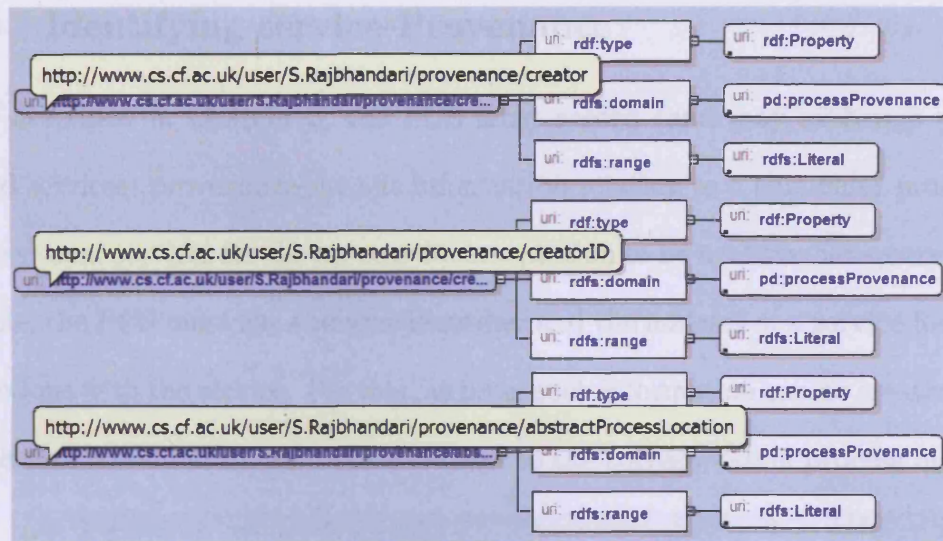 Identifying Service Provenance
uri: rdf:type uri: rdf:Property
http://www.cs.cf.ac.uk/user/S.Rajbhandari/provenance/creator
uri: http://www.cs.cf.ac.uk/user/S.Rajbhandari/provenance/cre... uri: rdfs:domain uri: pd:processProvenance
uri: rdfs:range uri: rdfs:Literal
uri: rdf:type uri: rdf:Property
http://www.cs.cf.ac.uk/user/S.Rajbhandari/provenance/creatorID
uri: http://www.cs.cf.ac.uk/user/S.Rajbhandari/provenance/cre... uri: rdfs:domain uri: pd:processProvenance
uri: rdfs:range uri: rdfs:Literal
uri: rdf:type uri: rdf:Property
http://www.cs.cf.ac.uk/user/S.Rajbhandari/provenance/abstractProcessLocation
uri: http://www.cs.cf.ac.uk/user/S.Rajbhandari/provenance/abs... uri: rdfs:domain uri: pd:processProvenance
uri: rdfs:range uri: rdfs:Literal